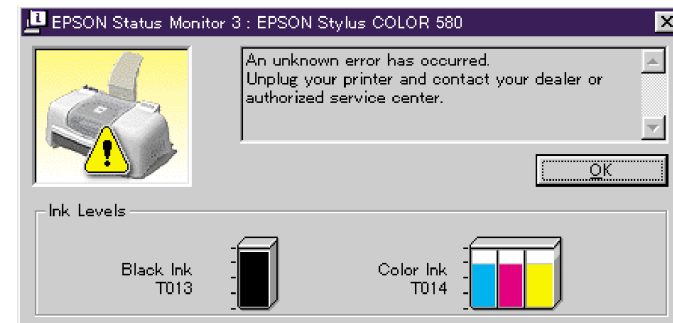 EPSON Status Monitor 3 : EPSON Stylus COLOR 580
An unknown error has occurred.
Unplug your printer and contact your dealer or
authorized service center.
OK
Ink Levels
Black Ink
T013
Color Ink
T014